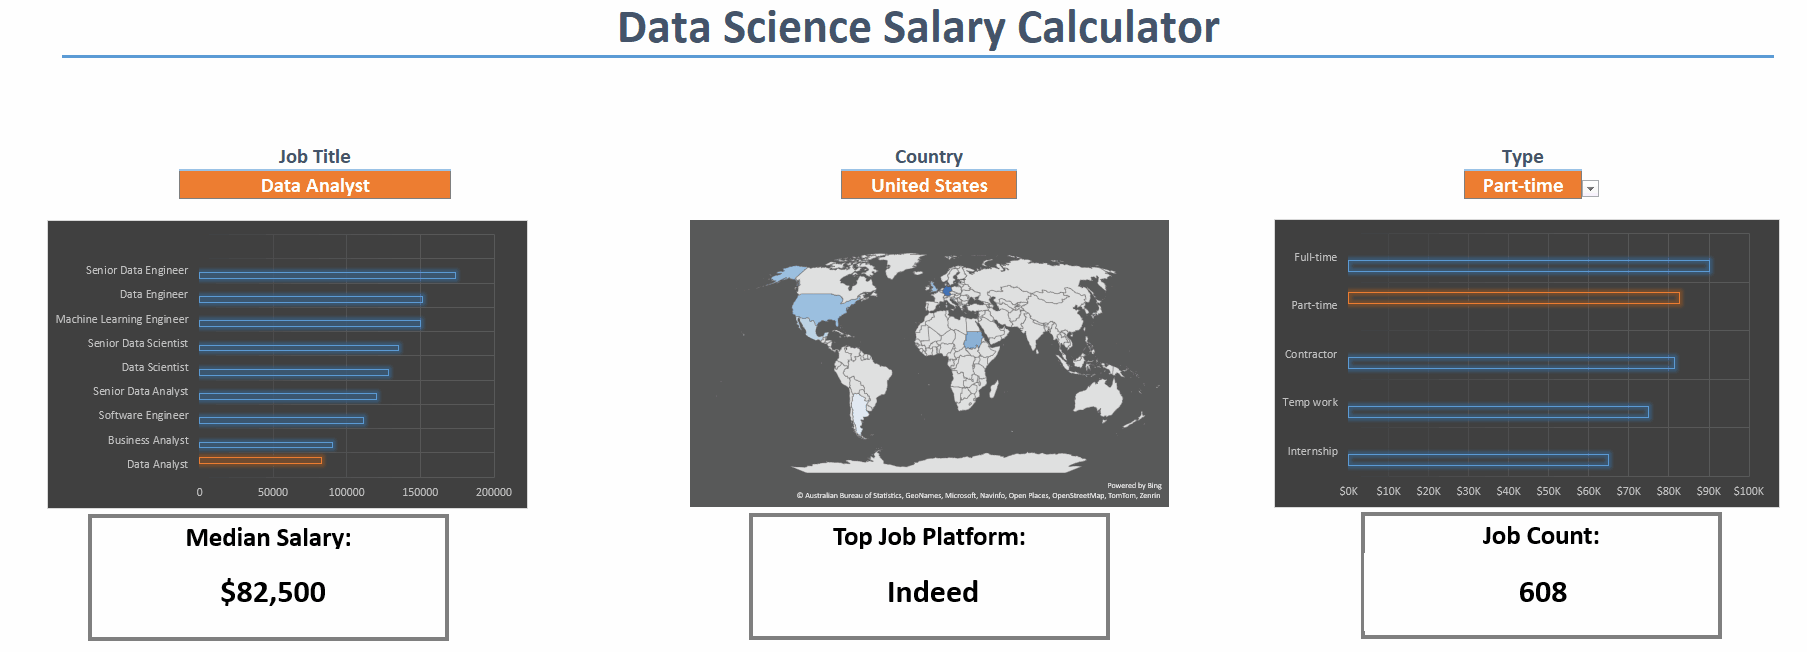 Data Science Salary Calculator
Job Title
Data Analyst
Country
United States
Type
Part-time
Senior Data Engineer
Data Engineer
Machine Learning Engineer
Senior Data Scientist
Data Scientist
Senior Data Analyst
Software Engineer
Business Analyst
Data Analyst
0 50000 100000 150000 200000
Powered by Bing
© Australian Bureau of Statistics, GeoNames, Microsoft, Navinfo, Open Places, OpenStreetMap, TomTom, Zenrin
Full-time
Part-time
Contractor
Temp work
Internship
$0K $10K $20K $30K $40K $50K $60K $70K $80K $90K $100K
Median Salary:
$82,500
Top Job Platform:
Indeed
Job Count:
608